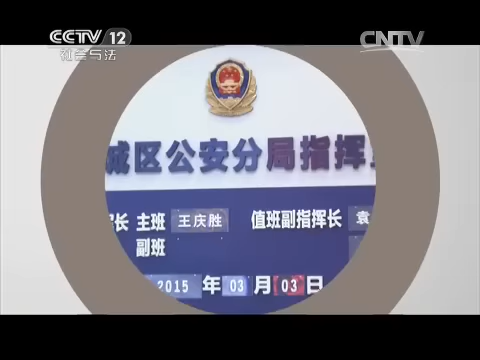 CCTV 12 CNTV
社会与法
城区公安分局指挥
长 主班 王庆胜 值班副指挥长 袁
副班
2015 年 03 月 03 日